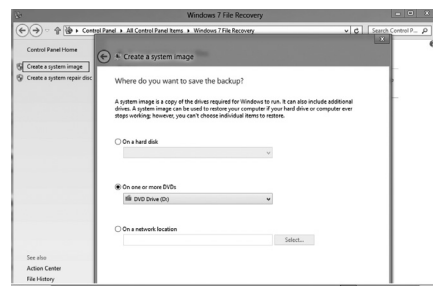 Windows 7 File Recovery
Control Panel ▸ All Control Panel Items ▸ Windows 7 File Recovery
Search Control P...
Control Panel Home
Create a system image
Create a system repair disc
Create a system image
Where do you want to save the backup?
A system image is a copy of the drives required for Windows to run. It can also include additional
drives. A system image can be used to restore your computer if your hard drive or computer ever
stops working; however, you can't choose individual items to restore.
On a hard disk
On one or more DVDs
DVD Drive (D:)
On a network location
Select...
See also
Action Center
File History